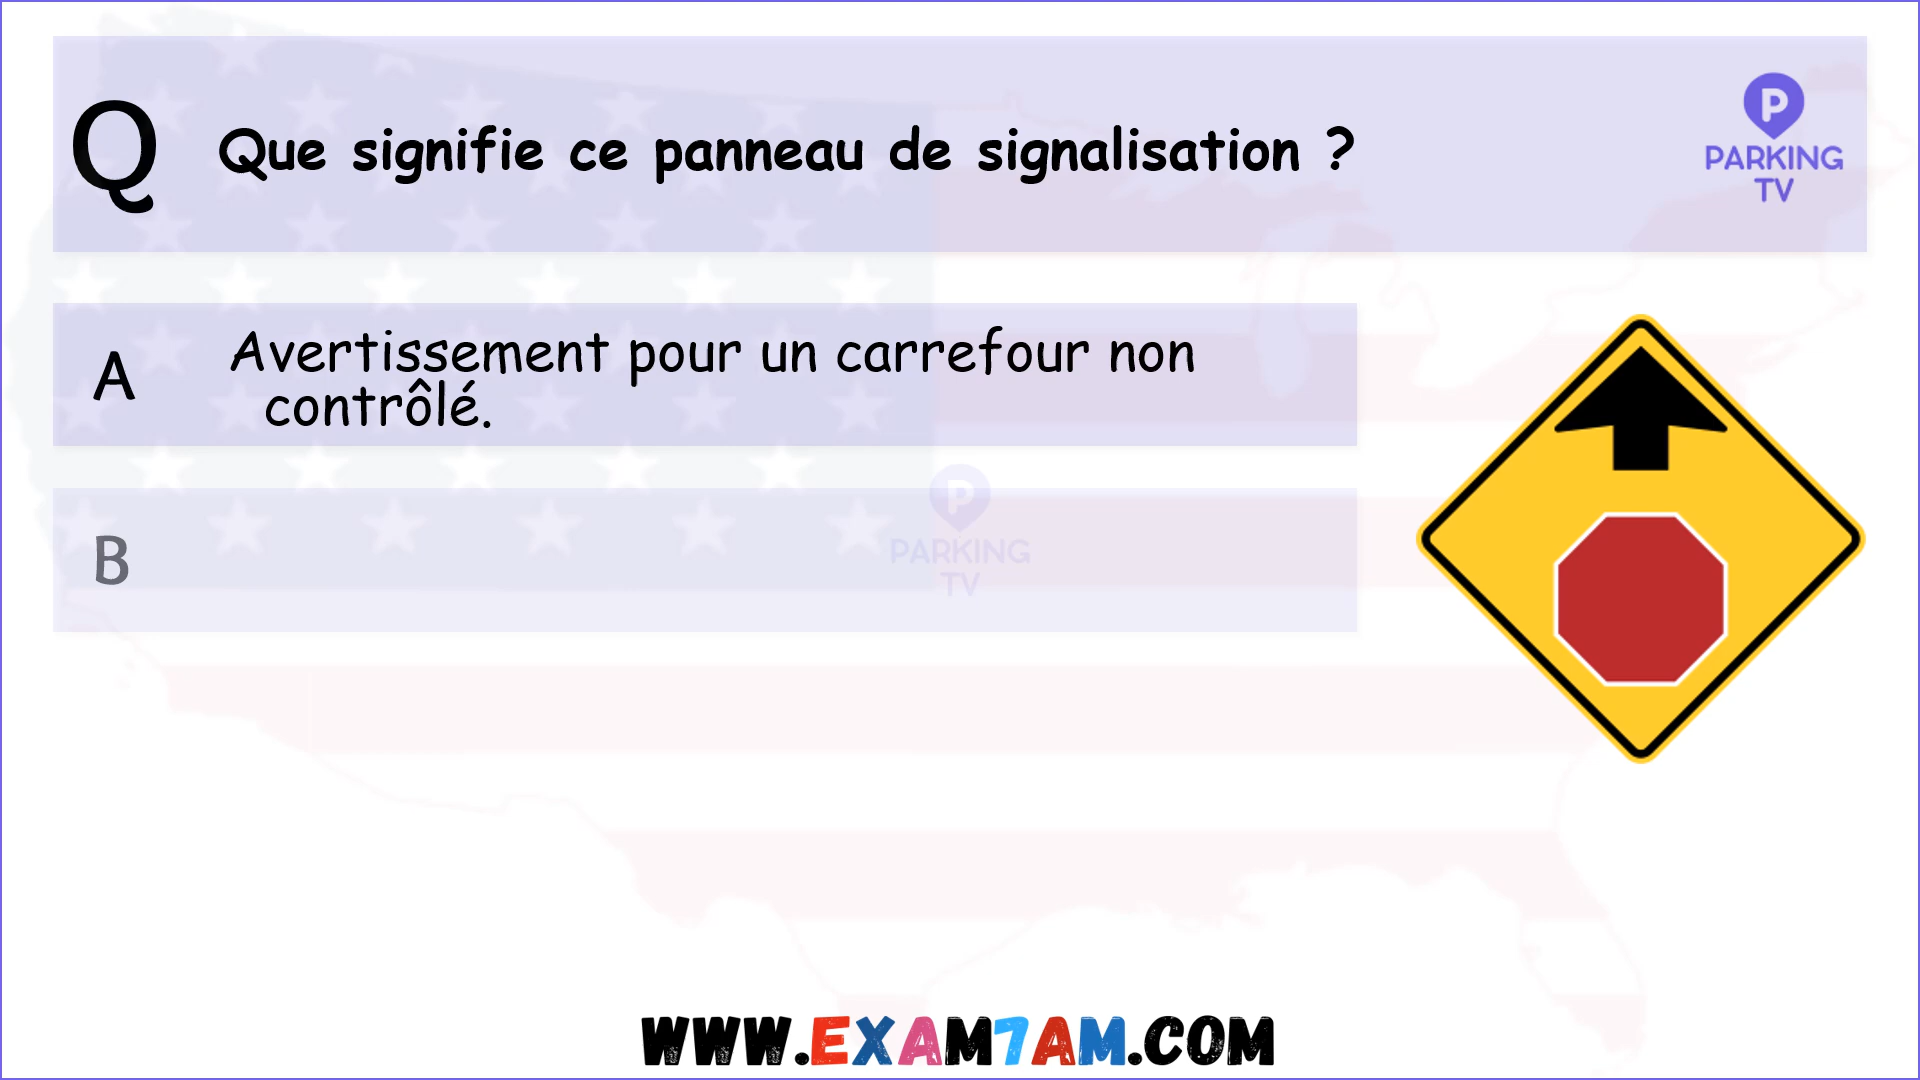 Q Que signifie ce panneau de signalisation ?
P
PARKING
TV
A Avertissement pour un carrefour non
contrôlé.
B
P
PARKING
TV
WWW.EXAM7AM.COM